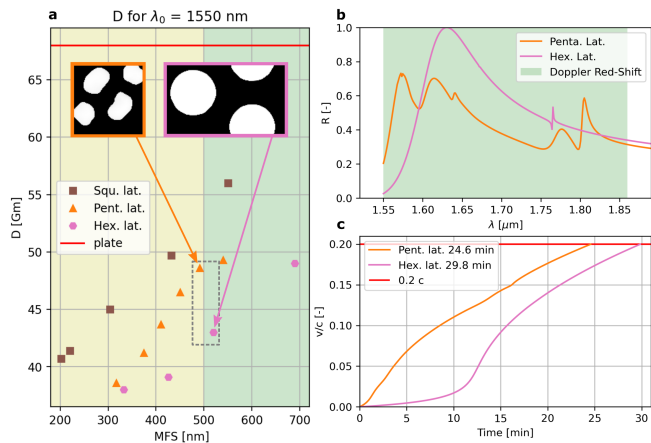 a
D for λ₀ = 1550 nm
D [Gm]
65
60
55
50
45
40
Squ. lat.
Pent. lat.
Hex. lat.
plate
200 300 400 500 600 700
MFS [nm]
b
R [-]
1.0
0.8
0.6
0.4
0.2
0.0
Penta. Lat.
Hex. Lat.
Doppler Red-Shift
1.55 1.60 1.65 1.70 1.75 1.80 1.85
λ [μm]
c
v/c [-]
0.20
0.15
0.10
0.05
0.00
Pent. lat. 24.6 min
Hex. lat. 29.8 min
0.2 c
0 5 10 15 20 25 30
Time [min]